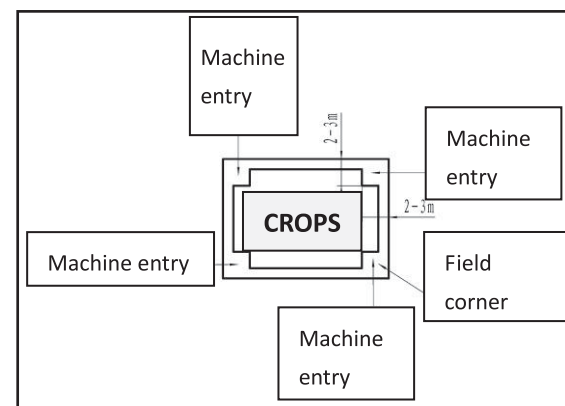 Machine
entry
2-3m
Machine
entry
CROPS
2-3m
Machine entry
Field
corner
Machine
entry